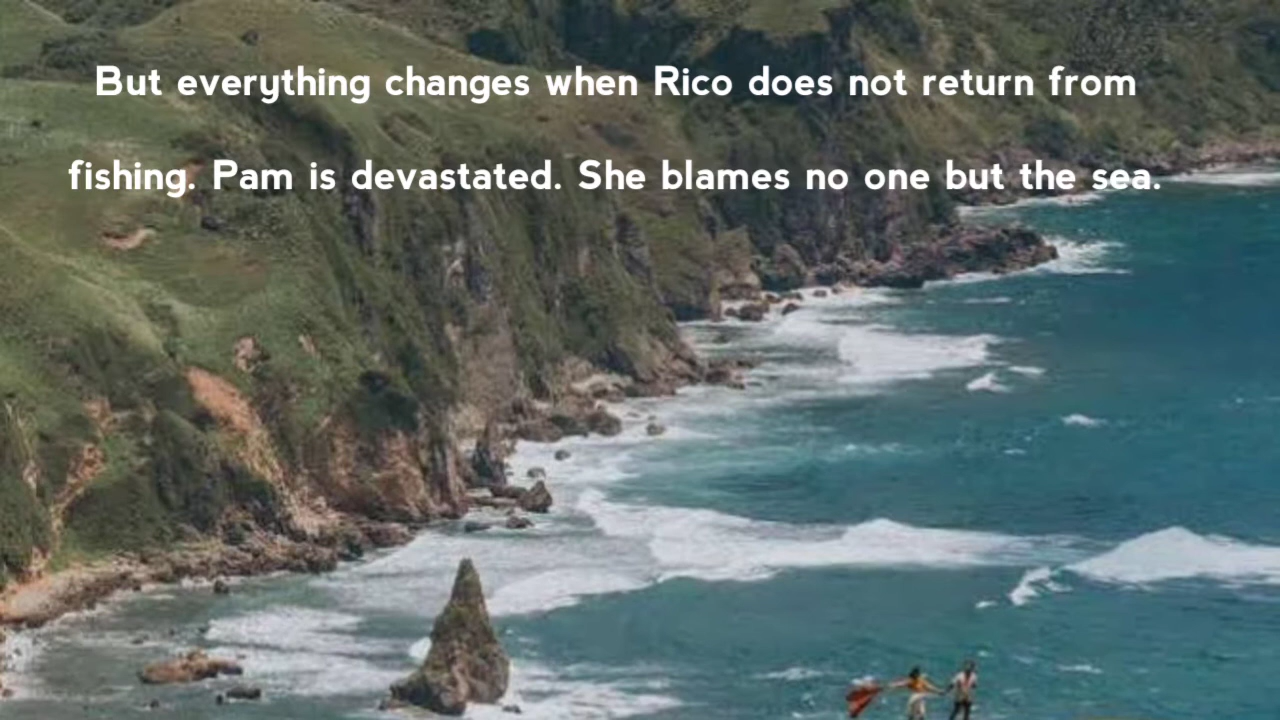 But everything changes when Rico does not return from
fishing. Pam is devastated. She blames no one but the sea.